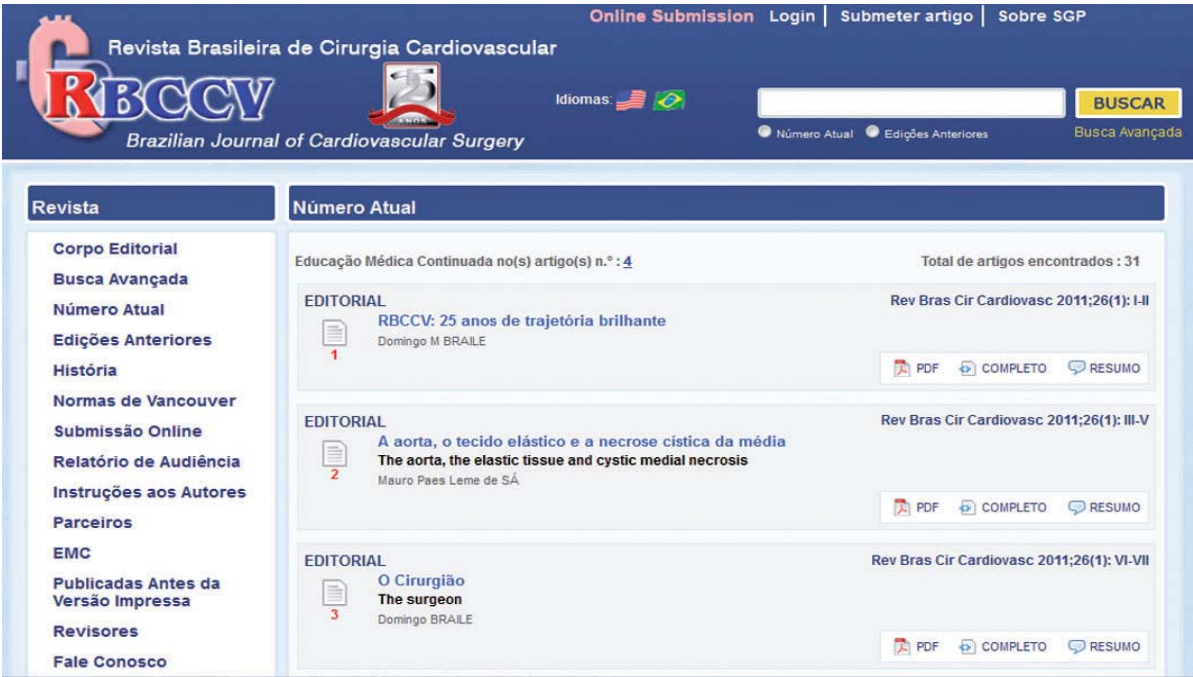 Online Submission Login | Submeter artigo | Sobre SGP
Revista Brasileira de Cirurgia Cardiovascular
RBCCV
25
ANOS
Brazilian Journal of Cardiovascular Surgery
Idiomas:
BUSCAR
Número Atual Edições Anteriores
Busca Avançada
Revista
Corpo Editorial
Busca Avançada
Número Atual
Edições Anteriores
História
Normas de Vancouver
Submissão Online
Relatório de Audiência
Instruções aos Autores
Parceiros
EMC
Publicadas Antes da
Versão Impressa
Revisores
Fale Conosco
Número Atual
Educação Médica Continuada no(s) artigo(s) n.º : 4
Total de artigos encontrados : 31
EDITORIAL
Rev Bras Cir Cardiovasc 2011;26(1): I-II
RBCCV: 25 anos de trajetória brilhante
Domingo M BRAILE
1
PDF COMPLETO RESUMO
EDITORIAL
Rev Bras Cir Cardiovasc 2011;26(1): III-V
A aorta, o tecido elástico e a necrose cística da média
The aorta, the elastic tissue and cystic medial necrosis
2
Mauro Paes Leme de SÁ
PDF COMPLETO RESUMO
EDITORIAL
Rev Bras Cir Cardiovasc 2011;26(1): VI-VII
O Cirurgião
The surgeon
3
Domingo BRAILE
PDF COMPLETO RESUMO